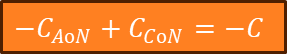 −C_{AoN} + C_{CoN} = −C